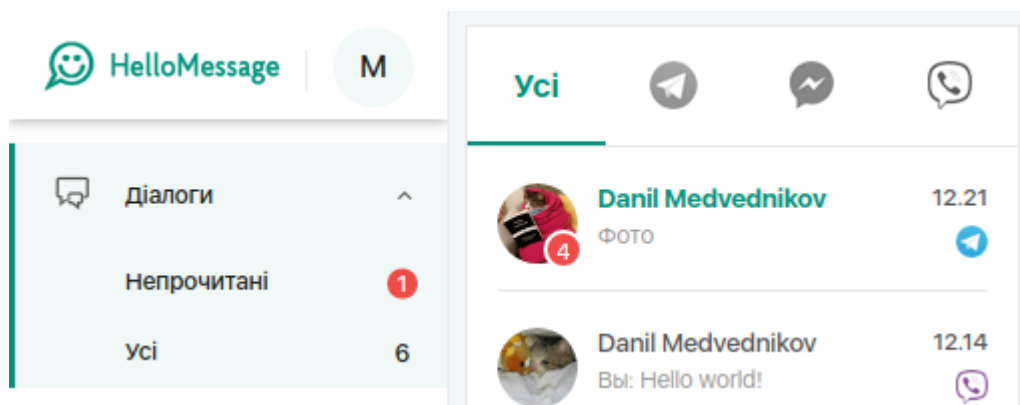 HelloMessage
M
Діалоги
Непрочитані 1
Усі 6
Усі
Danil Medvednikov 12.21
4
Фото
Danil Medvednikov 12.14
Вы: Hello world!